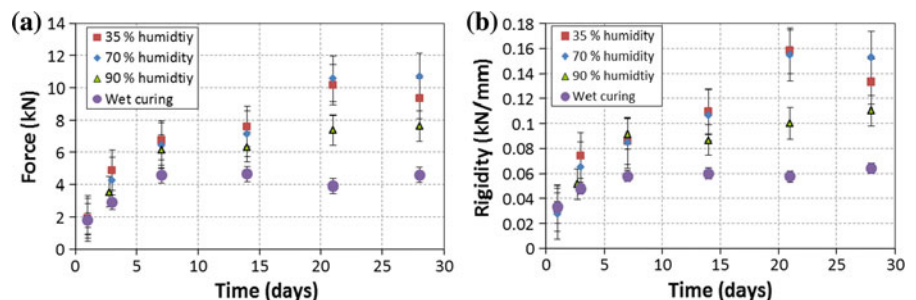 (a)
14
12
10
8
6
4
2
0
Force (kN)
35 % humidtiy
70 % humidity
90 % humidtiy
Wet curing
0 5 10 15 20 25 30
Time (days)
(b)
0.18
0.16
0.14
0.12
0.1
0.08
0.06
0.04
0.02
0
Rigidity (kN/mm)
35 % humidtiy
70 % humidity
90 % humidtiy
Wet curing
0 5 10 15 20 25 30
Time (days)